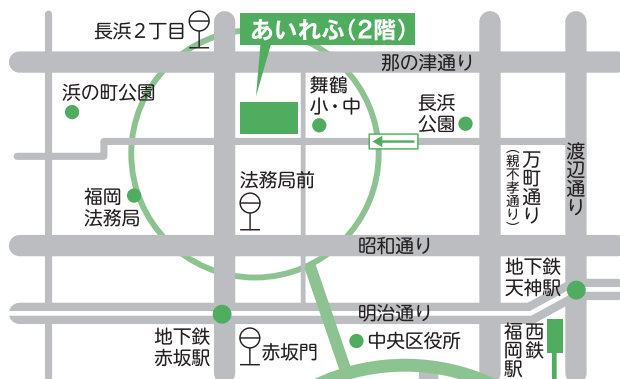 長浜２丁目
あいれふ（２階）
那の津通り
浜の町公園
舞鶴
小・中
長浜
公園
万町通り
（親不孝通り）
渡辺通り
福岡
法務局
法務局前
昭和通り
地下鉄
天神駅
明治通り
地下鉄
赤坂駅
赤坂門
中央区役所
西鉄
福岡駅